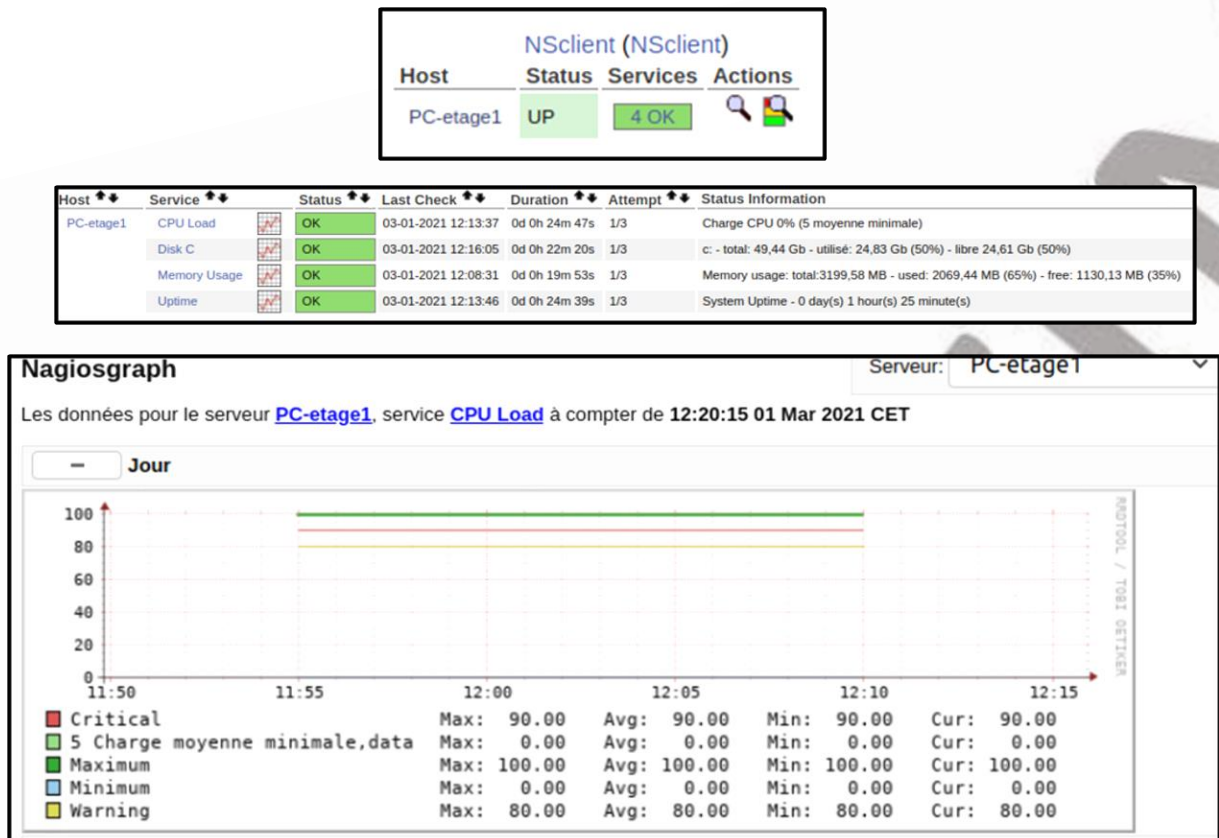 NSclient (NSclient)
Host Status Services Actions
PC-etage1 UP 4 OK
Host Service Status Last Check Duration Attempt Status Information
PC-etage1 CPU Load OK 03-01-2021 12:13:37 0d 0h 24m 47s 1/3 Charge CPU 0% (5 moyenne minimale)
Disk C OK 03-01-2021 12:16:05 0d 0h 22m 20s 1/3 c: - total: 49,44 Gb - utilisé: 24,83 Gb (50%) - libre 24,61 Gb (50%)
Memory Usage OK 03-01-2021 12:08:31 0d 0h 19m 53s 1/3 Memory usage: total:3199,58 MB - used: 2069,44 MB (65%) - free: 1130,13 MB (35%)
Uptime OK 03-01-2021 12:13:46 0d 0h 24m 39s 1/3 System Uptime - 0 day(s) 1 hour(s) 25 minute(s)
Nagiosgraph Serveur: PC-etage1
Les données pour le serveur PC-etage1, service CPU Load à compter de 12:20:15 01 Mar 2021 CET
– Jour
100
80
60
40
20
0
11:50 11:55 12:00 12:05 12:10 12:15
RRDTOOL / TOBI OETIKER
Critical Max: 90.00 Avg: 90.00 Min: 90.00 Cur: 90.00
5 Charge moyenne minimale,data Max: 0.00 Avg: 0.00 Min: 0.00 Cur: 0.00
Maximum Max: 100.00 Avg: 100.00 Min: 100.00 Cur: 100.00
Minimum Max: 0.00 Avg: 0.00 Min: 0.00 Cur: 0.00
Warning Max: 80.00 Avg: 80.00 Min: 80.00 Cur: 80.00